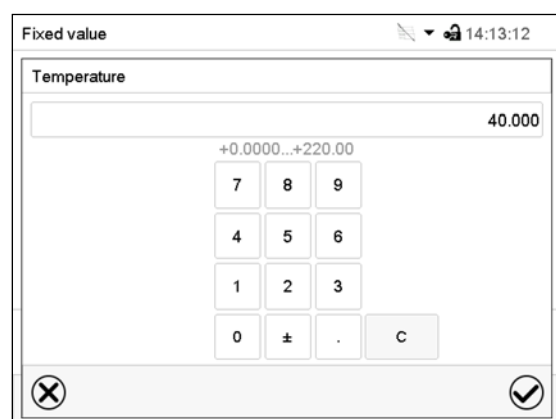 Fixed value 14:13:12
Temperature
40.000
+0.0000...+220.00
7 8 9
4 5 6
1 2 3
0 ± . C